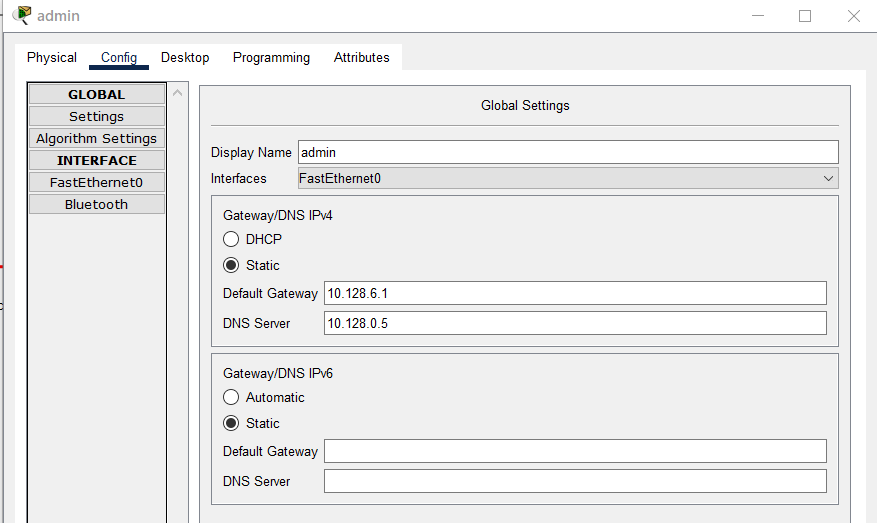 admin
Physical Config Desktop Programming Attributes
GLOBAL
Settings
Algorithm Settings
INTERFACE
FastEthernet0
Bluetooth
Global Settings
Display Name admin
Interfaces FastEthernet0
Gateway/DNS IPv4
DHCP
Static
Default Gateway 10.128.6.1
DNS Server 10.128.0.5
Gateway/DNS IPv6
Automatic
Static
Default Gateway
DNS Server